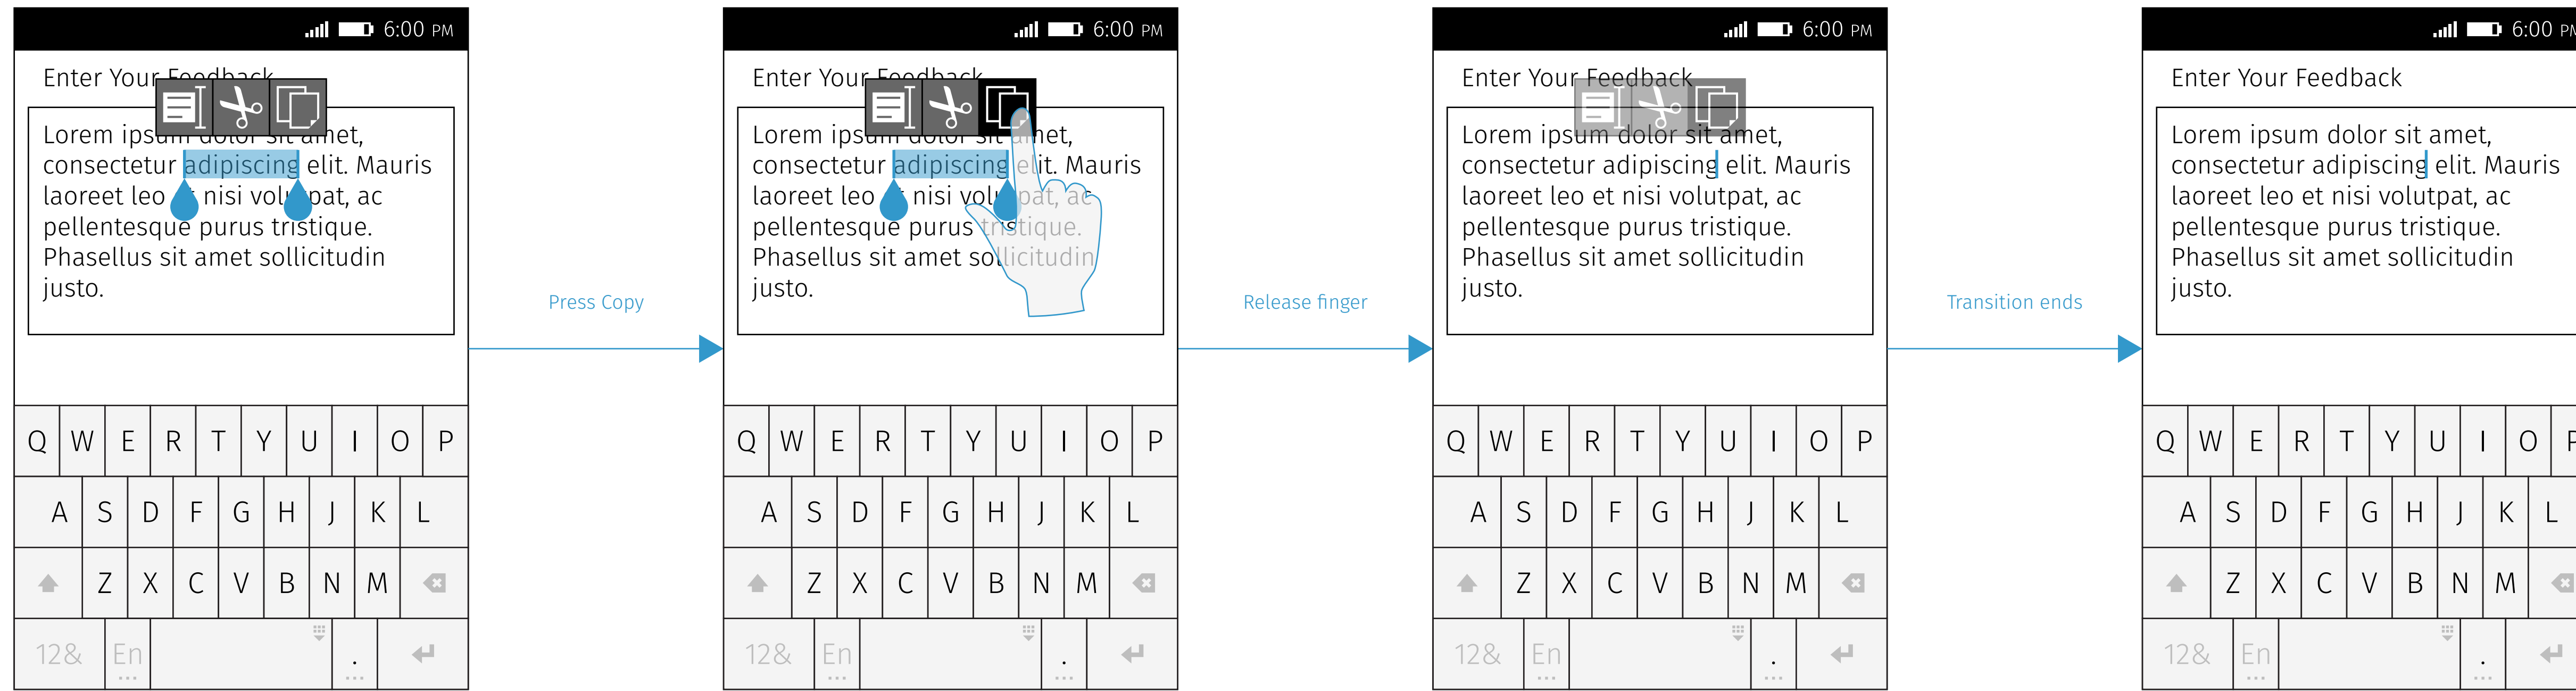 6:00 PM
Enter Your Feedback
Lorem ipsum dolor sit amet,
consectetur adipiscing elit. Mauris
laoreet leo et nisi volutpat, ac
pellentesque purus tristique.
Phasellus sit amet sollicitudin
justo.
Q W E R T Y U I O P
A S D F G H J K L
Z X C V B N M
12& En ... . ...
Press Copy
6:00 PM
Enter Your Feedback
Lorem ipsum dolor sit amet,
consectetur adipiscing elit. Mauris
laoreet leo et nisi volutpat, ac
pellentesque purus tristique.
Phasellus sit amet sollicitudin
justo.
Q W E R T Y U I O P
A S D F G H J K L
Z X C V B N M
12& En ... . ...
Release finger
6:00 PM
Enter Your Feedback
Lorem ipsum dolor sit amet,
consectetur adipiscing elit. Mauris
laoreet leo et nisi volutpat, ac
pellentesque purus tristique.
Phasellus sit amet sollicitudin
justo.
Q W E R T Y U I O P
A S D F G H J K L
Z X C V B N M
12& En ... . ...
Transition ends
6:00 PM
Enter Your Feedback
Lorem ipsum dolor sit amet,
consectetur adipiscing elit. Mauris
laoreet leo et nisi volutpat, ac
pellentesque purus tristique.
Phasellus sit amet sollicitudin
justo.
Q W E R T Y U I O P
A S D F G H J K L
Z X C V B N M
12& En ... . ...